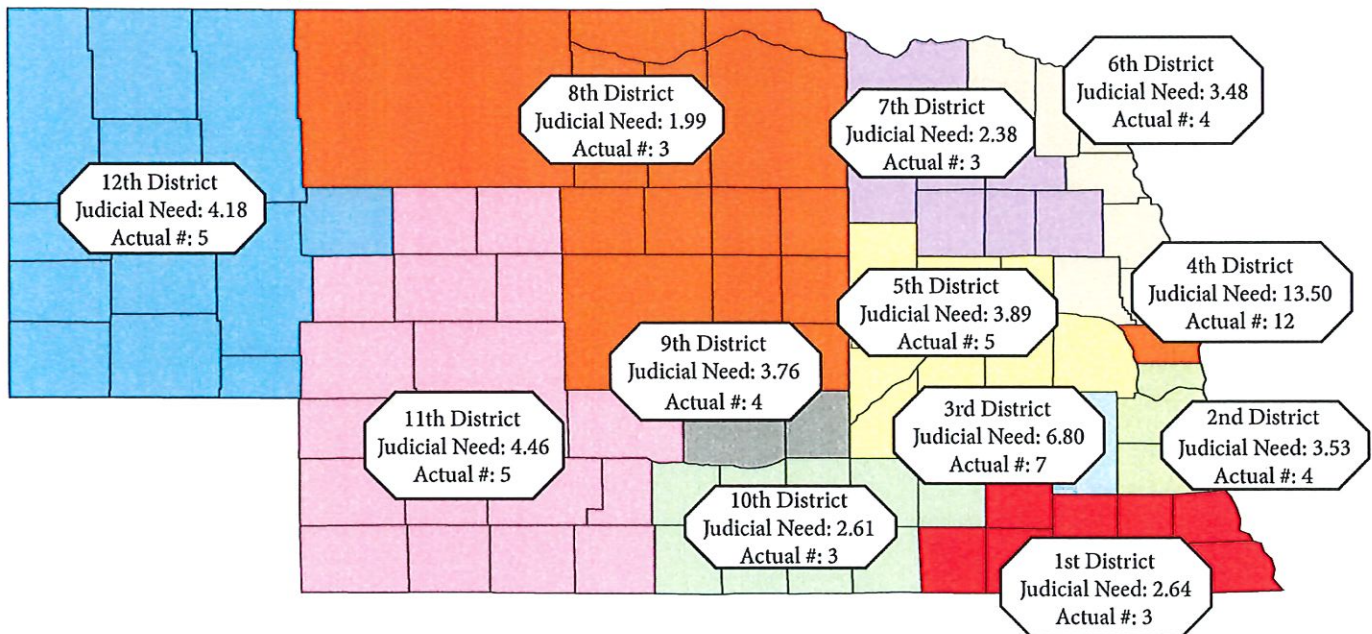 6th District
Judicial Need: 3.48
Actual #: 4
8th District
Judicial Need: 1.99
Actual #: 3
7th District
Judicial Need: 2.38
Actual #: 3
12th District
Judicial Need: 4.18
Actual #: 5
4th District
Judicial Need: 13.50
Actual #: 12
5th District
Judicial Need: 3.89
Actual #: 5
9th District
Judicial Need: 3.76
Actual #: 4
11th District
Judicial Need: 4.46
Actual #: 5
3rd District
Judicial Need: 6.80
Actual #: 7
2nd District
Judicial Need: 3.53
Actual #: 4
10th District
Judicial Need: 2.61
Actual #: 3
1st District
Judicial Need: 2.64
Actual #: 3